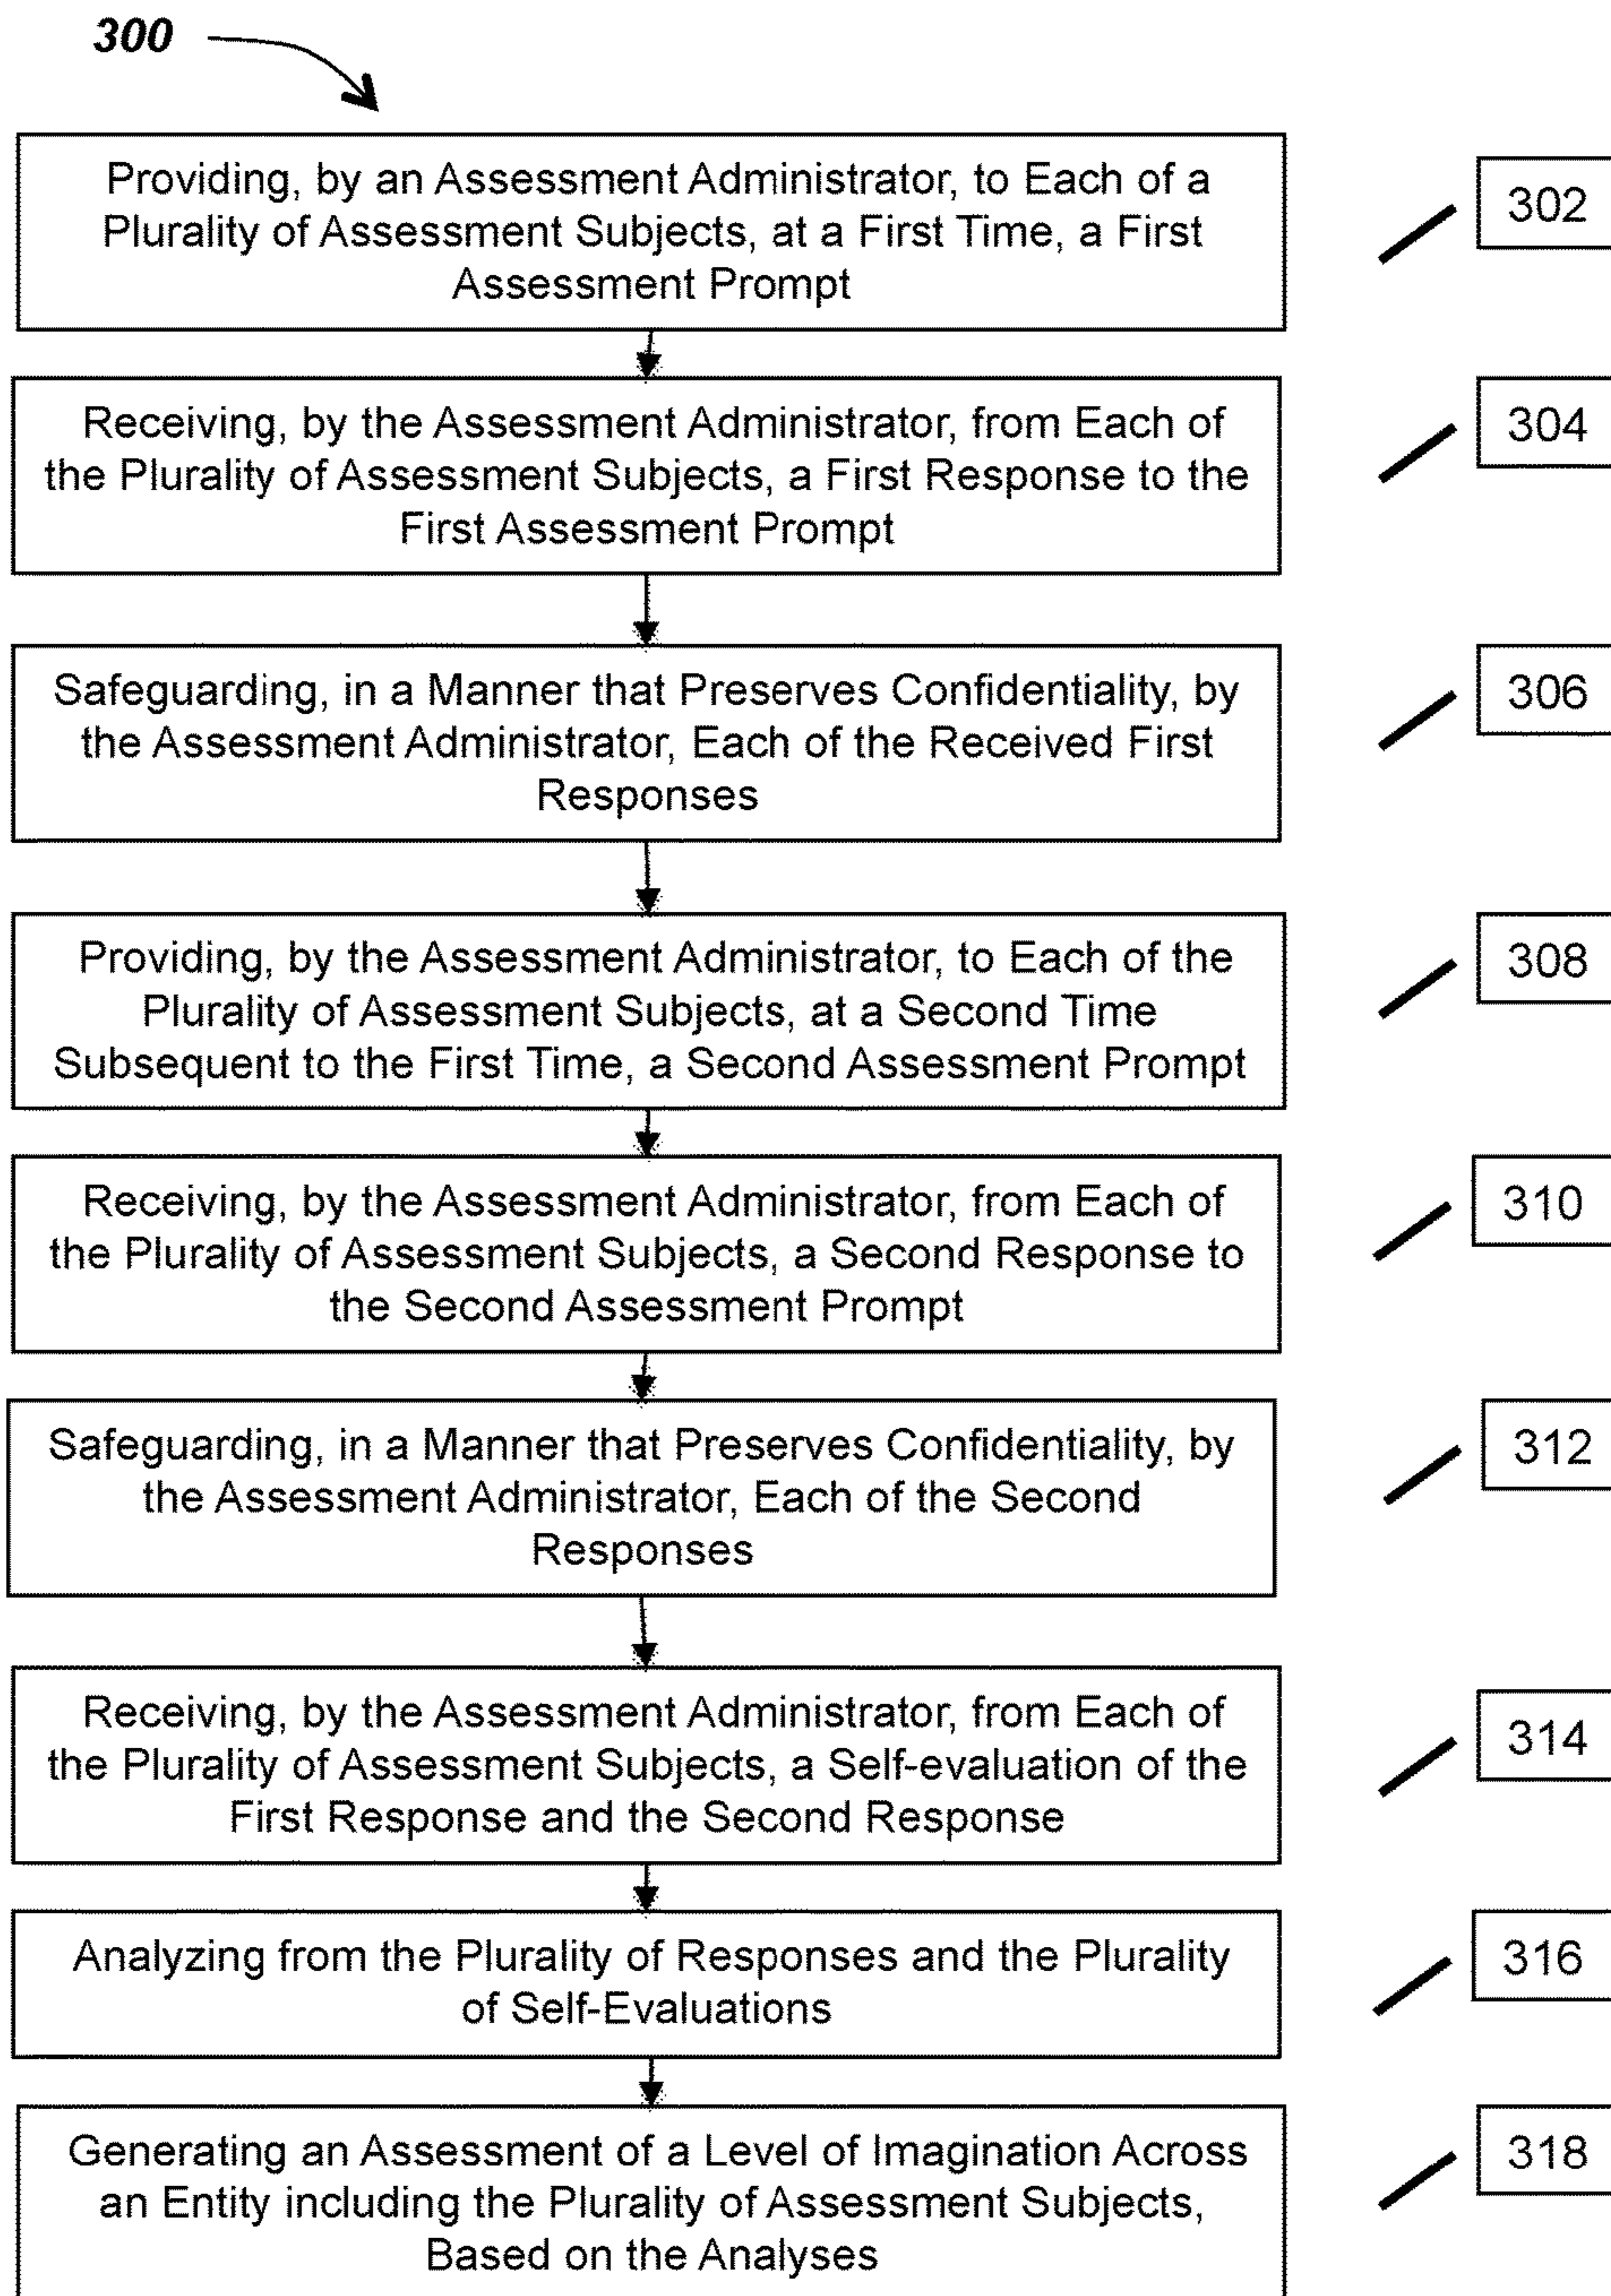 300
Providing, by an Assessment Administrator, to Each of a
Plurality of Assessment Subjects, at a First Time, a First
Assessment Prompt
302
Receiving, by the Assessment Administrator, from Each of
the Plurality of Assessment Subjects, a First Response to the
First Assessment Prompt
304
Safeguarding, in a Manner that Preserves Confidentiality, by
the Assessment Administrator, Each of the Received First
Responses
306
Providing, by the Assessment Administrator, to Each of the
Plurality of Assessment Subjects, at a Second Time
Subsequent to the First Time, a Second Assessment Prompt
308
Receiving, by the Assessment Administrator, from Each of
the Plurality of Assessment Subjects, a Second Response to
the Second Assessment Prompt
310
Safeguarding, in a Manner that Preserves Confidentiality, by
the Assessment Administrator, Each of the Second
Responses
312
Receiving, by the Assessment Administrator, from Each of
the Plurality of Assessment Subjects, a Self-evaluation of the
First Response and the Second Response
314
Analyzing from the Plurality of Responses and the Plurality
of Self-Evaluations
316
Generating an Assessment of a Level of Imagination Across
an Entity including the Plurality of Assessment Subjects,
Based on the Analyses
318